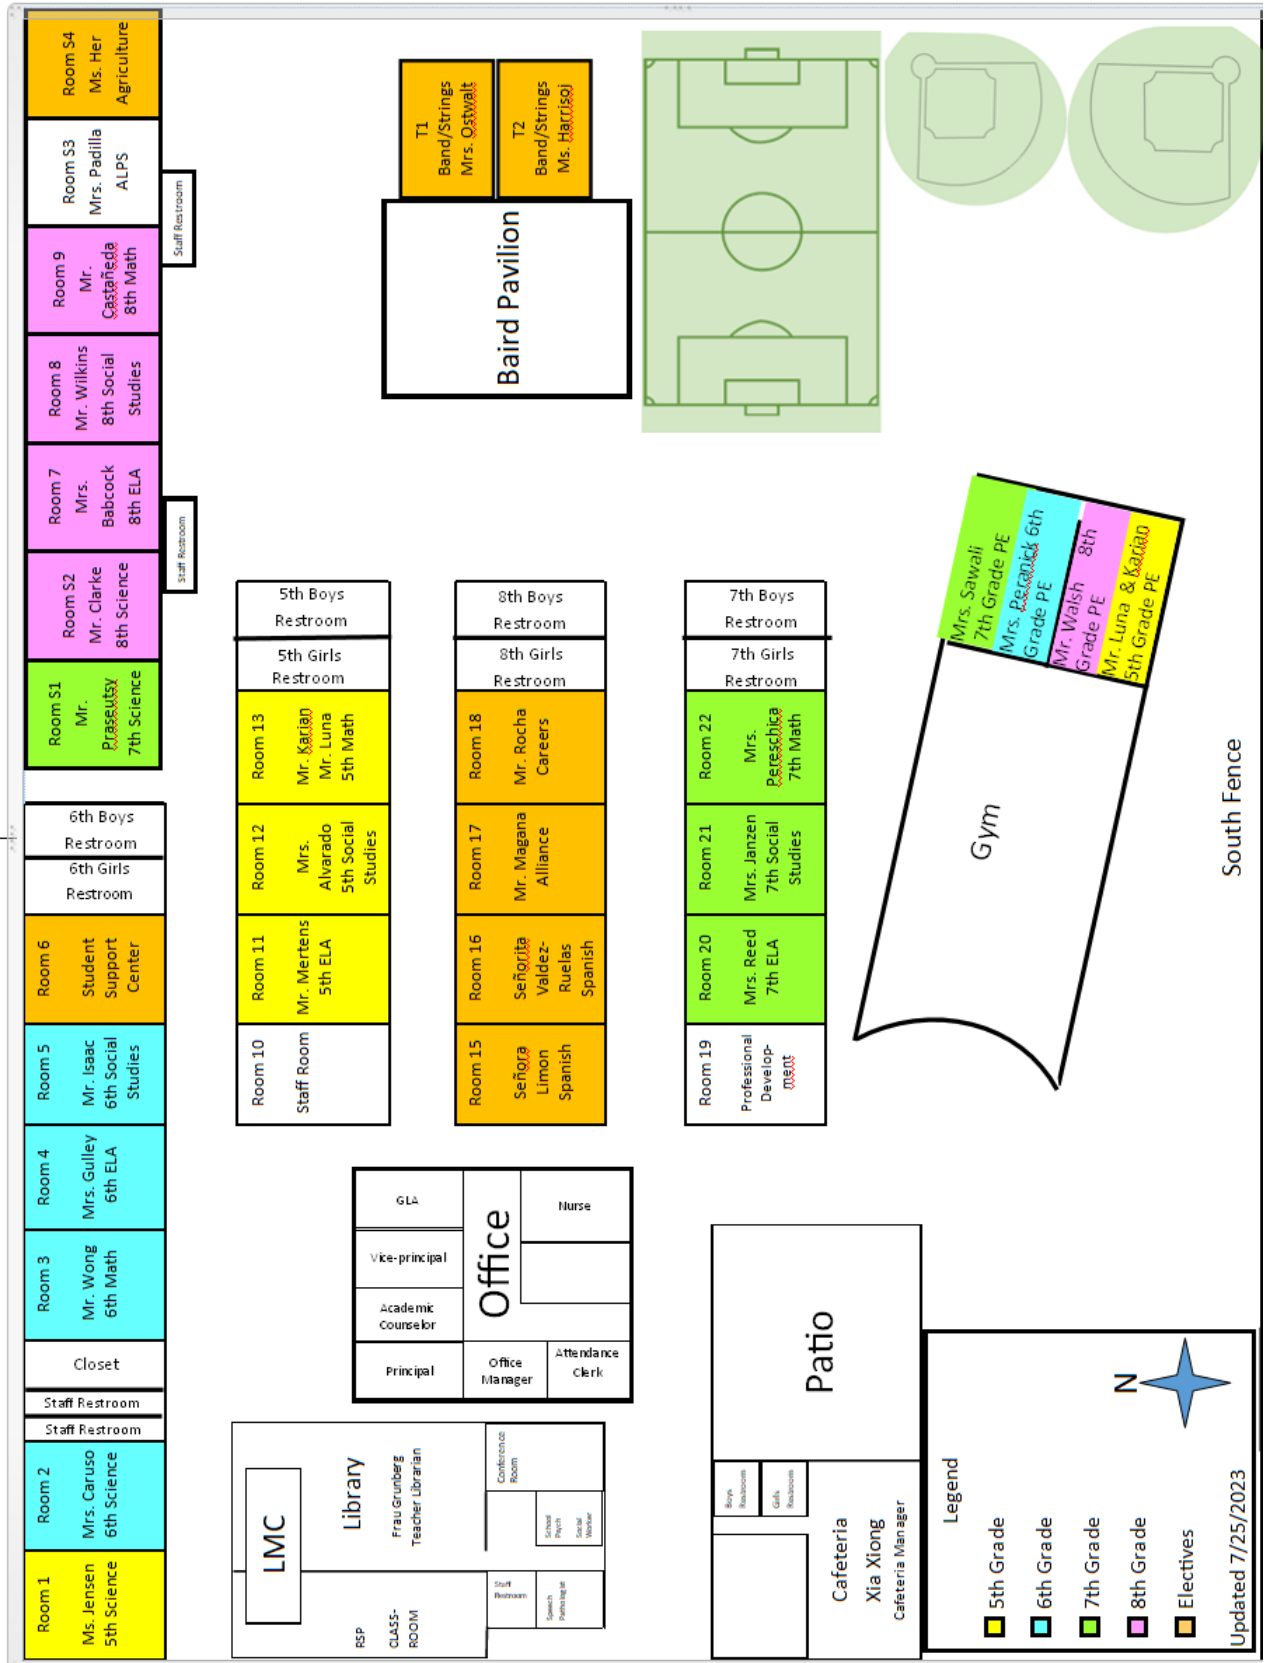 Room S4
Ms. Her
Agriculture
Room S3
Mrs. Padilla
ALPS
Room 9
Mr.
Castañeda
8th Math
Room 8
Mr. Wilkins
8th Social
Studies
Room 7
Mrs.
Babcock
8th ELA
Room S2
Mr. Clarke
8th Science
Room S1
Mr.
Praseutsy
7th Science
Staff Restroom
Staff Restroom
6th Boys
Restroom
6th Girls
Restroom
Room 6
Student
Support
Center
Room 5
Mr. Isaac
6th Social
Studies
Room 4
Mrs. Gulley
6th ELA
Room 3
Mr. Wong
6th Math
Closet
Staff Restroom
Staff Restroom
Room 2
Mrs. Caruso
6th Science
Room 1
Ms. Jensen
5th Science
T1
Band/Strings
Mrs. Ostwalt
T2
Band/Strings
Ms. Harrisoj
Baird Pavilion
5th Boys
Restroom
5th Girls
Restroom
Room 13
Mr. Karian
Mr. Luna
5th Math
Room 12
Mrs.
Alvarado
5th Social
Studies
Room 11
Mr. Mertens
5th ELA
Room 10
Staff Room
8th Boys
Restroom
8th Girls
Restroom
Room 18
Mr. Rocha
Careers
Room 17
Mr. Magana
Alliance
Room 16
Señorita
Valdez-
Ruelas
Spanish
Room 15
Señora
Limon
Spanish
7th Boys
Restroom
7th Girls
Restroom
Room 22
Mrs.
Pereschica
7th Math
Room 21
Mrs. Janzen
7th Social
Studies
Room 20
Mrs. Reed
7th ELA
Room 19
Professional
Develop-
ment
Mrs. Sawali
7th Grade PE
Mrs. Peranick 6th
Grade PE
Mr. Walsh 8th
Grade PE
Mr. Luna & Karian
5th Grade PE
Gym
South Fence
GLA
Vice-principal
Academic
Counselor
Principal
Office
Nurse
Office
Manager
Attendance
Clerk
LMC
Library
Frau Grunberg
Teacher Librarian
RSP
CLASS-
ROOM
Conference
Room
School
Psych
Social
Worker
Staff
Restroom
Speech
Pathologist
Patio
Boys
Restroom
Girls
Restroom
Cafeteria
Xia Xiong
Cafeteria Manager
N
Legend
5th Grade
6th Grade
7th Grade
8th Grade
Electives
Updated 7/25/2023